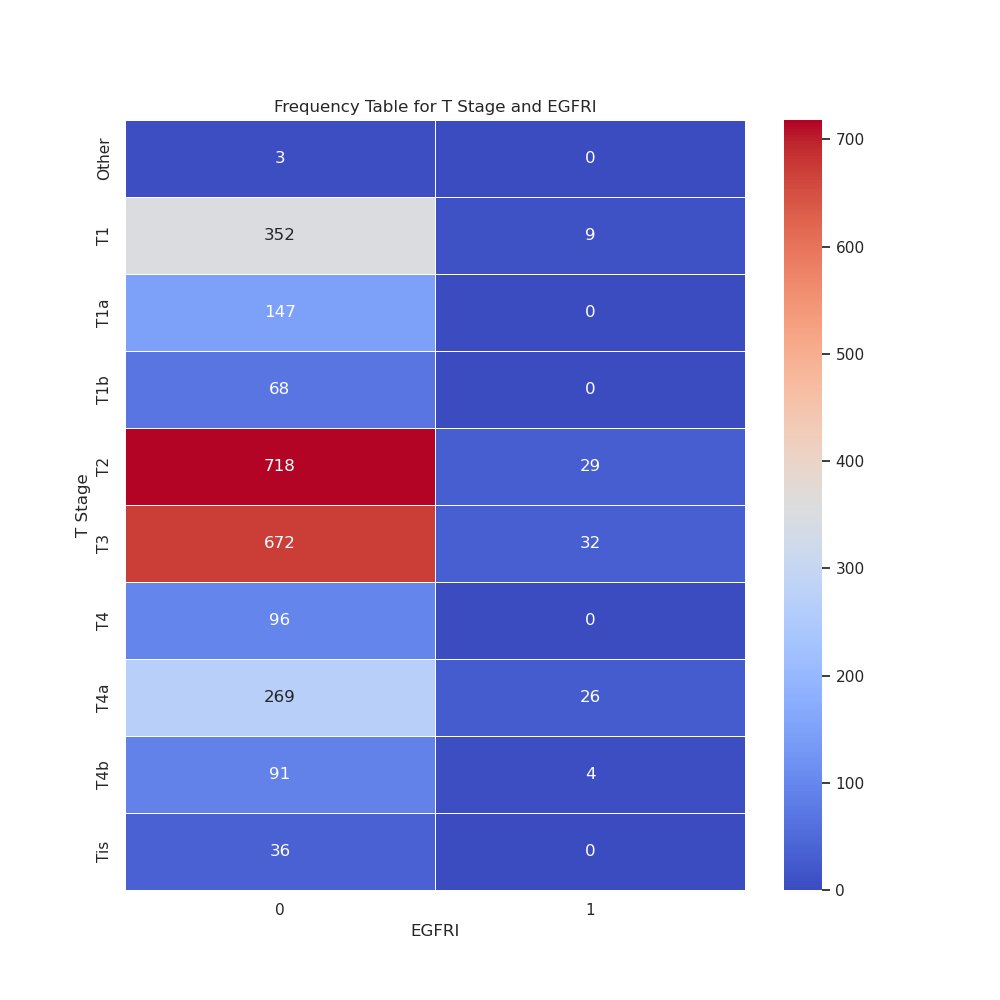 Frequency Table for T Stage and EGFRI
T Stage
Other 3 0
T1 352 9
T1a 147 0
T1b 68 0
T2 718 29
T3 672 32
T4 96 0
T4a 269 26
T4b 91 4
Tis 36 0
0 1
EGFRI
700
600
500
400
300
200
100
0